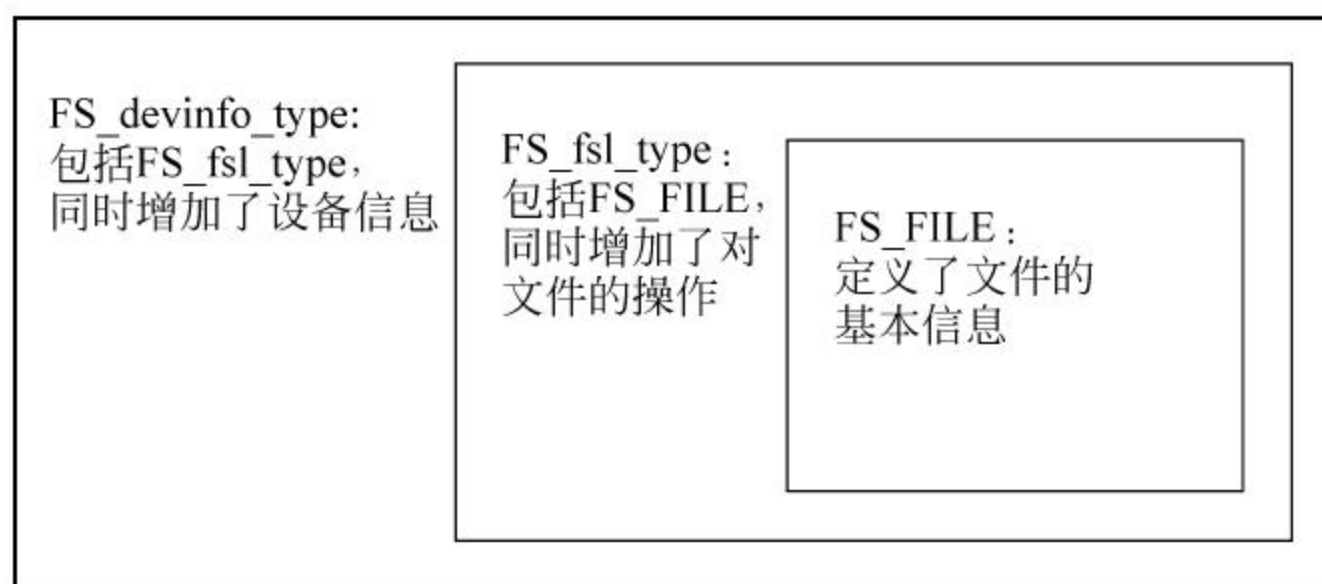 FS_devinfo_type:
包括FS_fsl_type,
同时增加了设备信息
FS_fsl_type：
包括FS_FILE,
同时增加了对
文件的操作
FS_FILE：
定义了文件的
基本信息